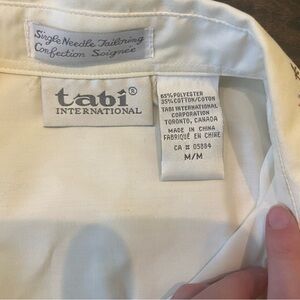 Single Needle Tailoring
Confection Soignée
tabi®
INTERNATIONAL
65% POLYESTER
35% COTTON/COTON
TABI INTERNATIONAL
CORPORATION
TORONTO, CANADA
MADE IN CHINA
FABRIQUÉ EN CHINE
CA # 05884
M/M